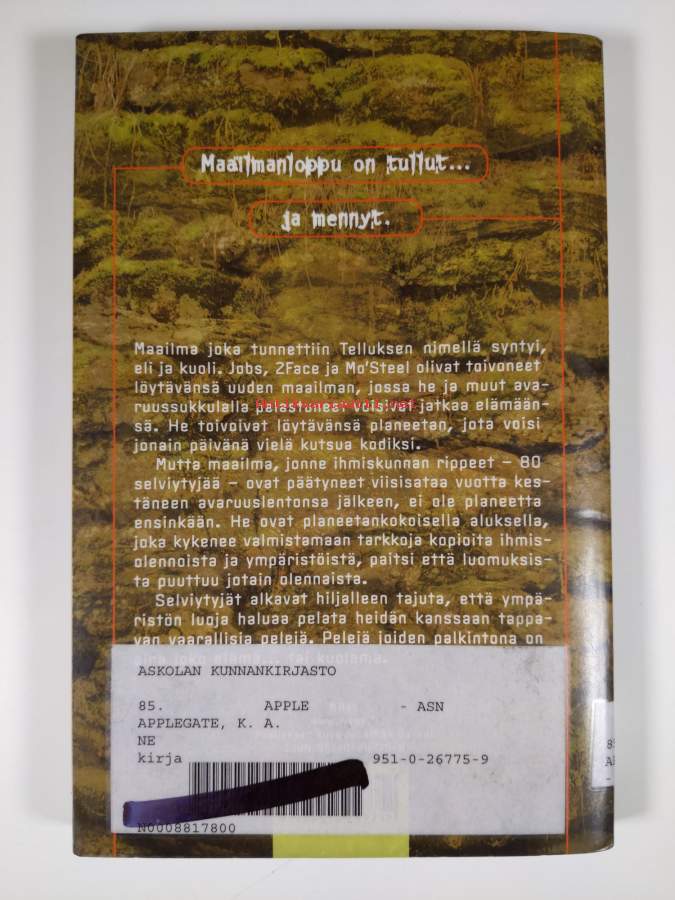 Maailmanloppu on tullut...
ja mennyt.
Maailma joka tunnettiin Telluksen nimellä syntyi,
eli ja kuoli. Jobs, 2Face ja Mo'Steel olivat toivoneet
löytävänsä uuden maailman, jossa he ja muut ava-
ruussukkulalla pelastuneet voisivat jatkaa elämään-
sä. He toivoivat löytävänsä planeetan, jota voisi
jonain päivänä vielä kutsua kodiksi.
Mutta maailma, jonne ihmiskunnan rippeet – 80
selviytyjää – ovat päätyneet viisisataa vuotta kes-
täneen avaruuslentonsa jälkeen, ei ole planeetta
ensinkään. He ovat planeetankokoisella aluksella,
joka kykenee valmistamaan tarkkoja kopioita ihmis-
olennoista ja ympäristöistä, paitsi että luomuksis-
ta puuttuu jotain olennaista.
Selviytyjät alkavat hiljalleen tajuta, että ympä-
ristön luoja haluaa pelata heidän kanssaan tappa-
van vaarallisia pelejä. Pelejä joiden palkintona on
aina joko elämä... tai kuolema.
ASKOLAN KUNNANKIRJASTO
85. APPLE - ASN
APPLEGATE, K. A.
NE
kirja 951-0-26775-9
N0008817800